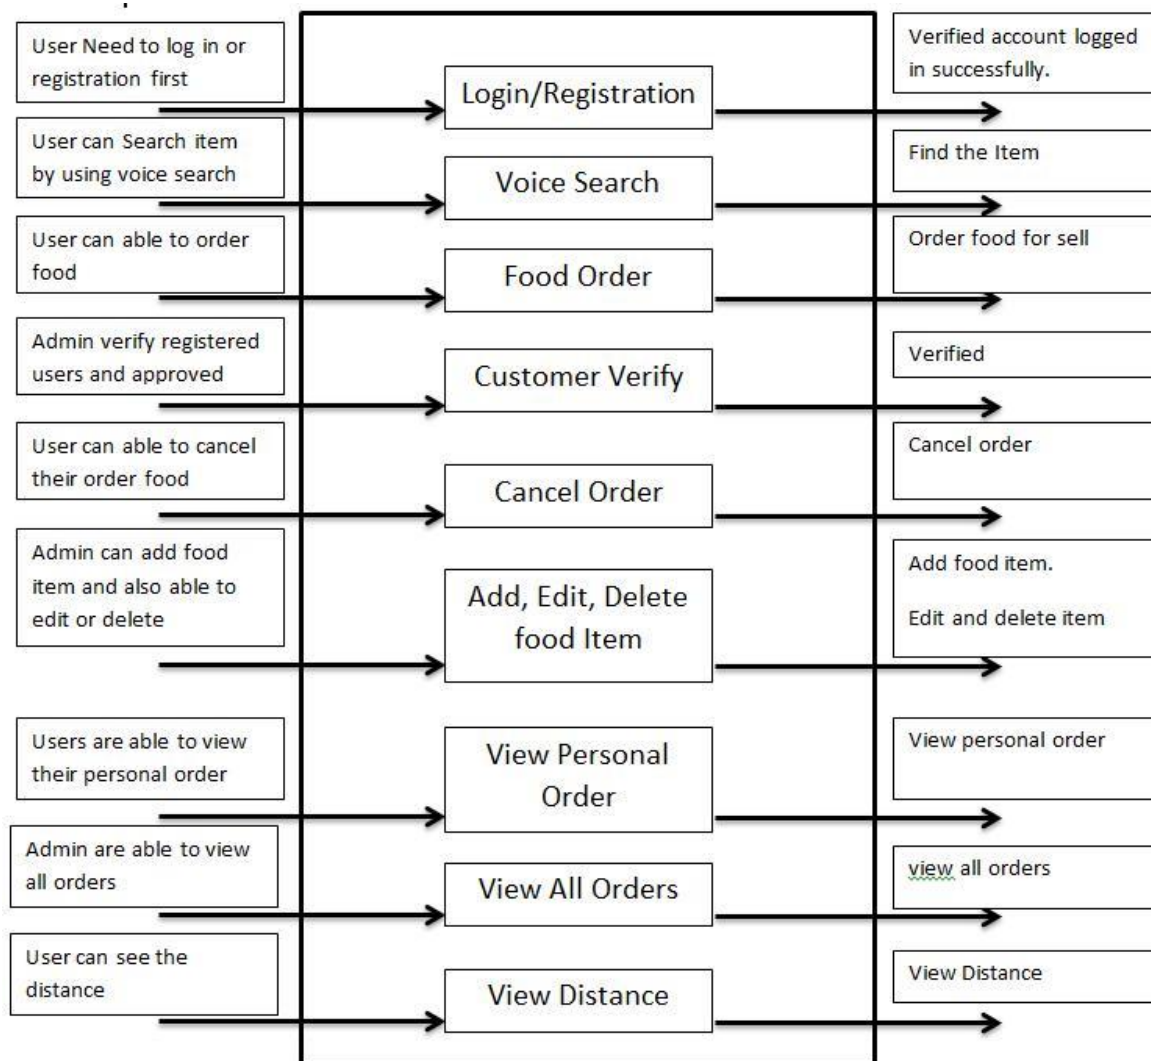 User Need to log in or
registration first
Login/Registration
Verified account logged
in successfully.
User can Search item
by using voice search
Voice Search
Find the Item
User can able to order
food
Food Order
Order food for sell
Admin verify registered
users and approved
Customer Verify
Verified
User can able to cancel
their order food
Cancel Order
Cancel order
Admin can add food
item and also able to
edit or delete
Add, Edit, Delete
food Item
Add food item.
Edit and delete item
Users are able to view
their personal order
View Personal
Order
View personal order
Admin are able to view
all orders
View All Orders
view all orders
User can see the
distance
View Distance
View Distance